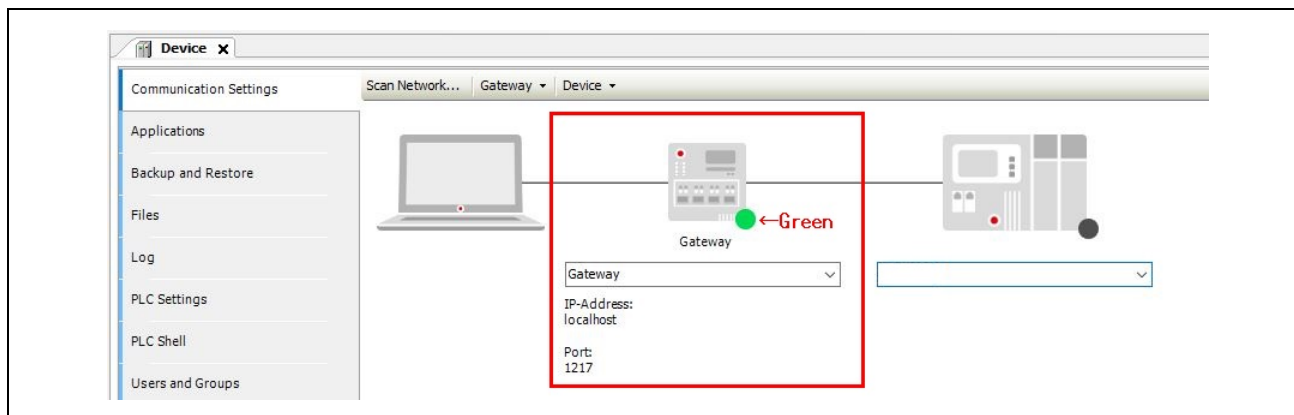 Device
Communication Settings
Scan Network... Gateway Device
Applications
Backup and Restore
Files
Log
PLC Settings
PLC Shell
Users and Groups
←Green
Gateway
Gateway
IP-Address:
localhost
Port:
1217